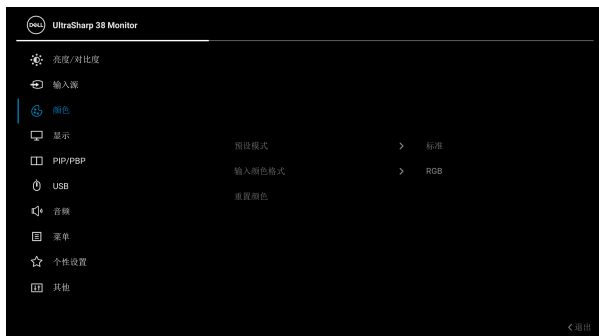 DELL UltraSharp 38 Monitor
亮度/对比度
输入源
颜色
显示
预设模式 标准
PIP/PBP
输入颜色格式 RGB
USB
重置颜色
音频
菜单
个性设置
其他
退出